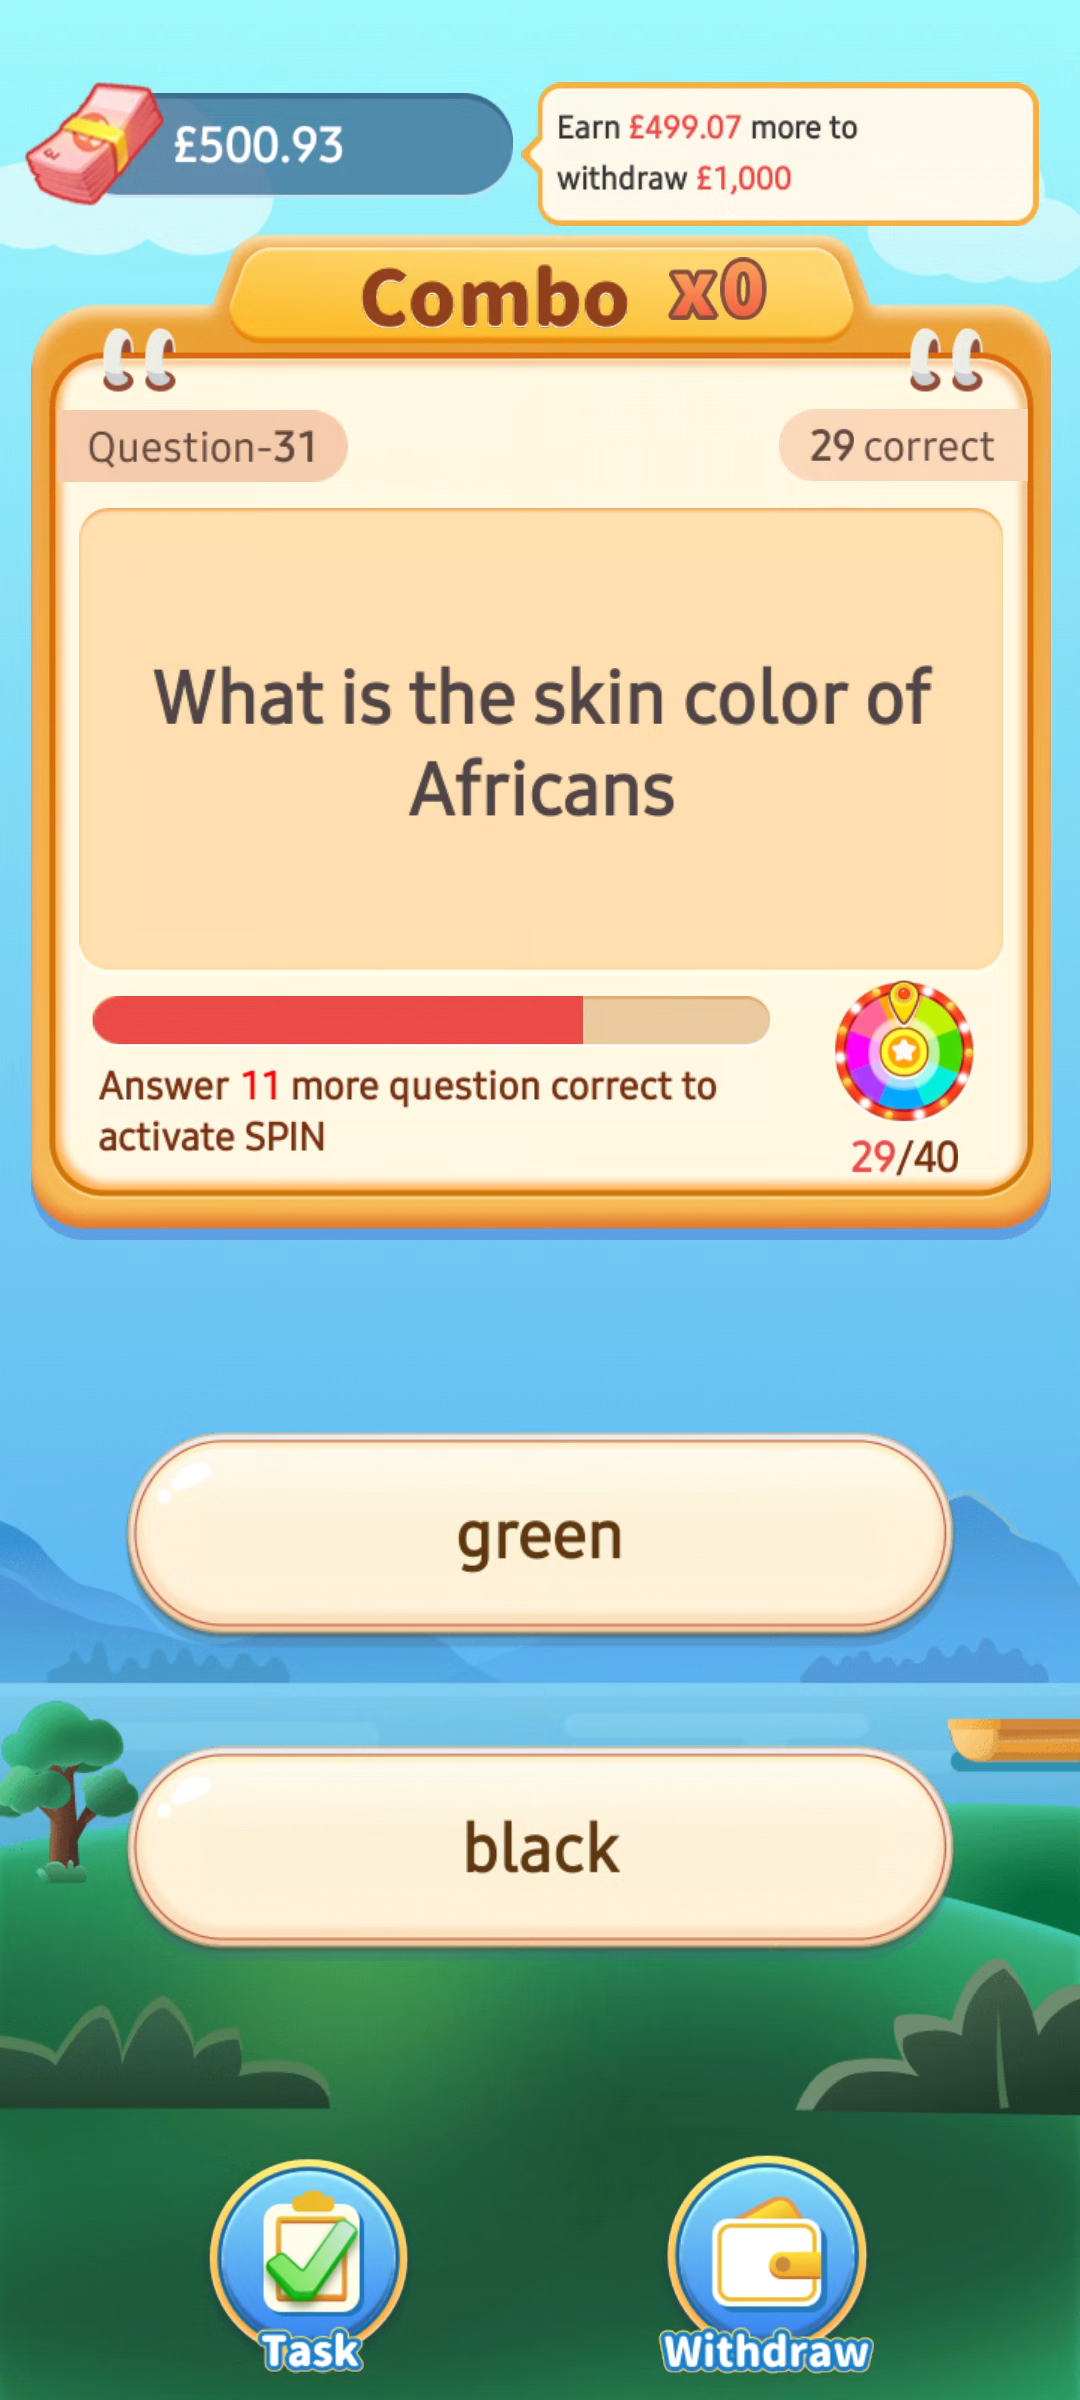 £500.93
Earn £499.07 more to
withdraw £1,000
Combo x0
Question-31
29 correct
What is the skin color of
Africans
Answer 11 more question correct to
activate SPIN
29/40
green
black
Task
Withdraw